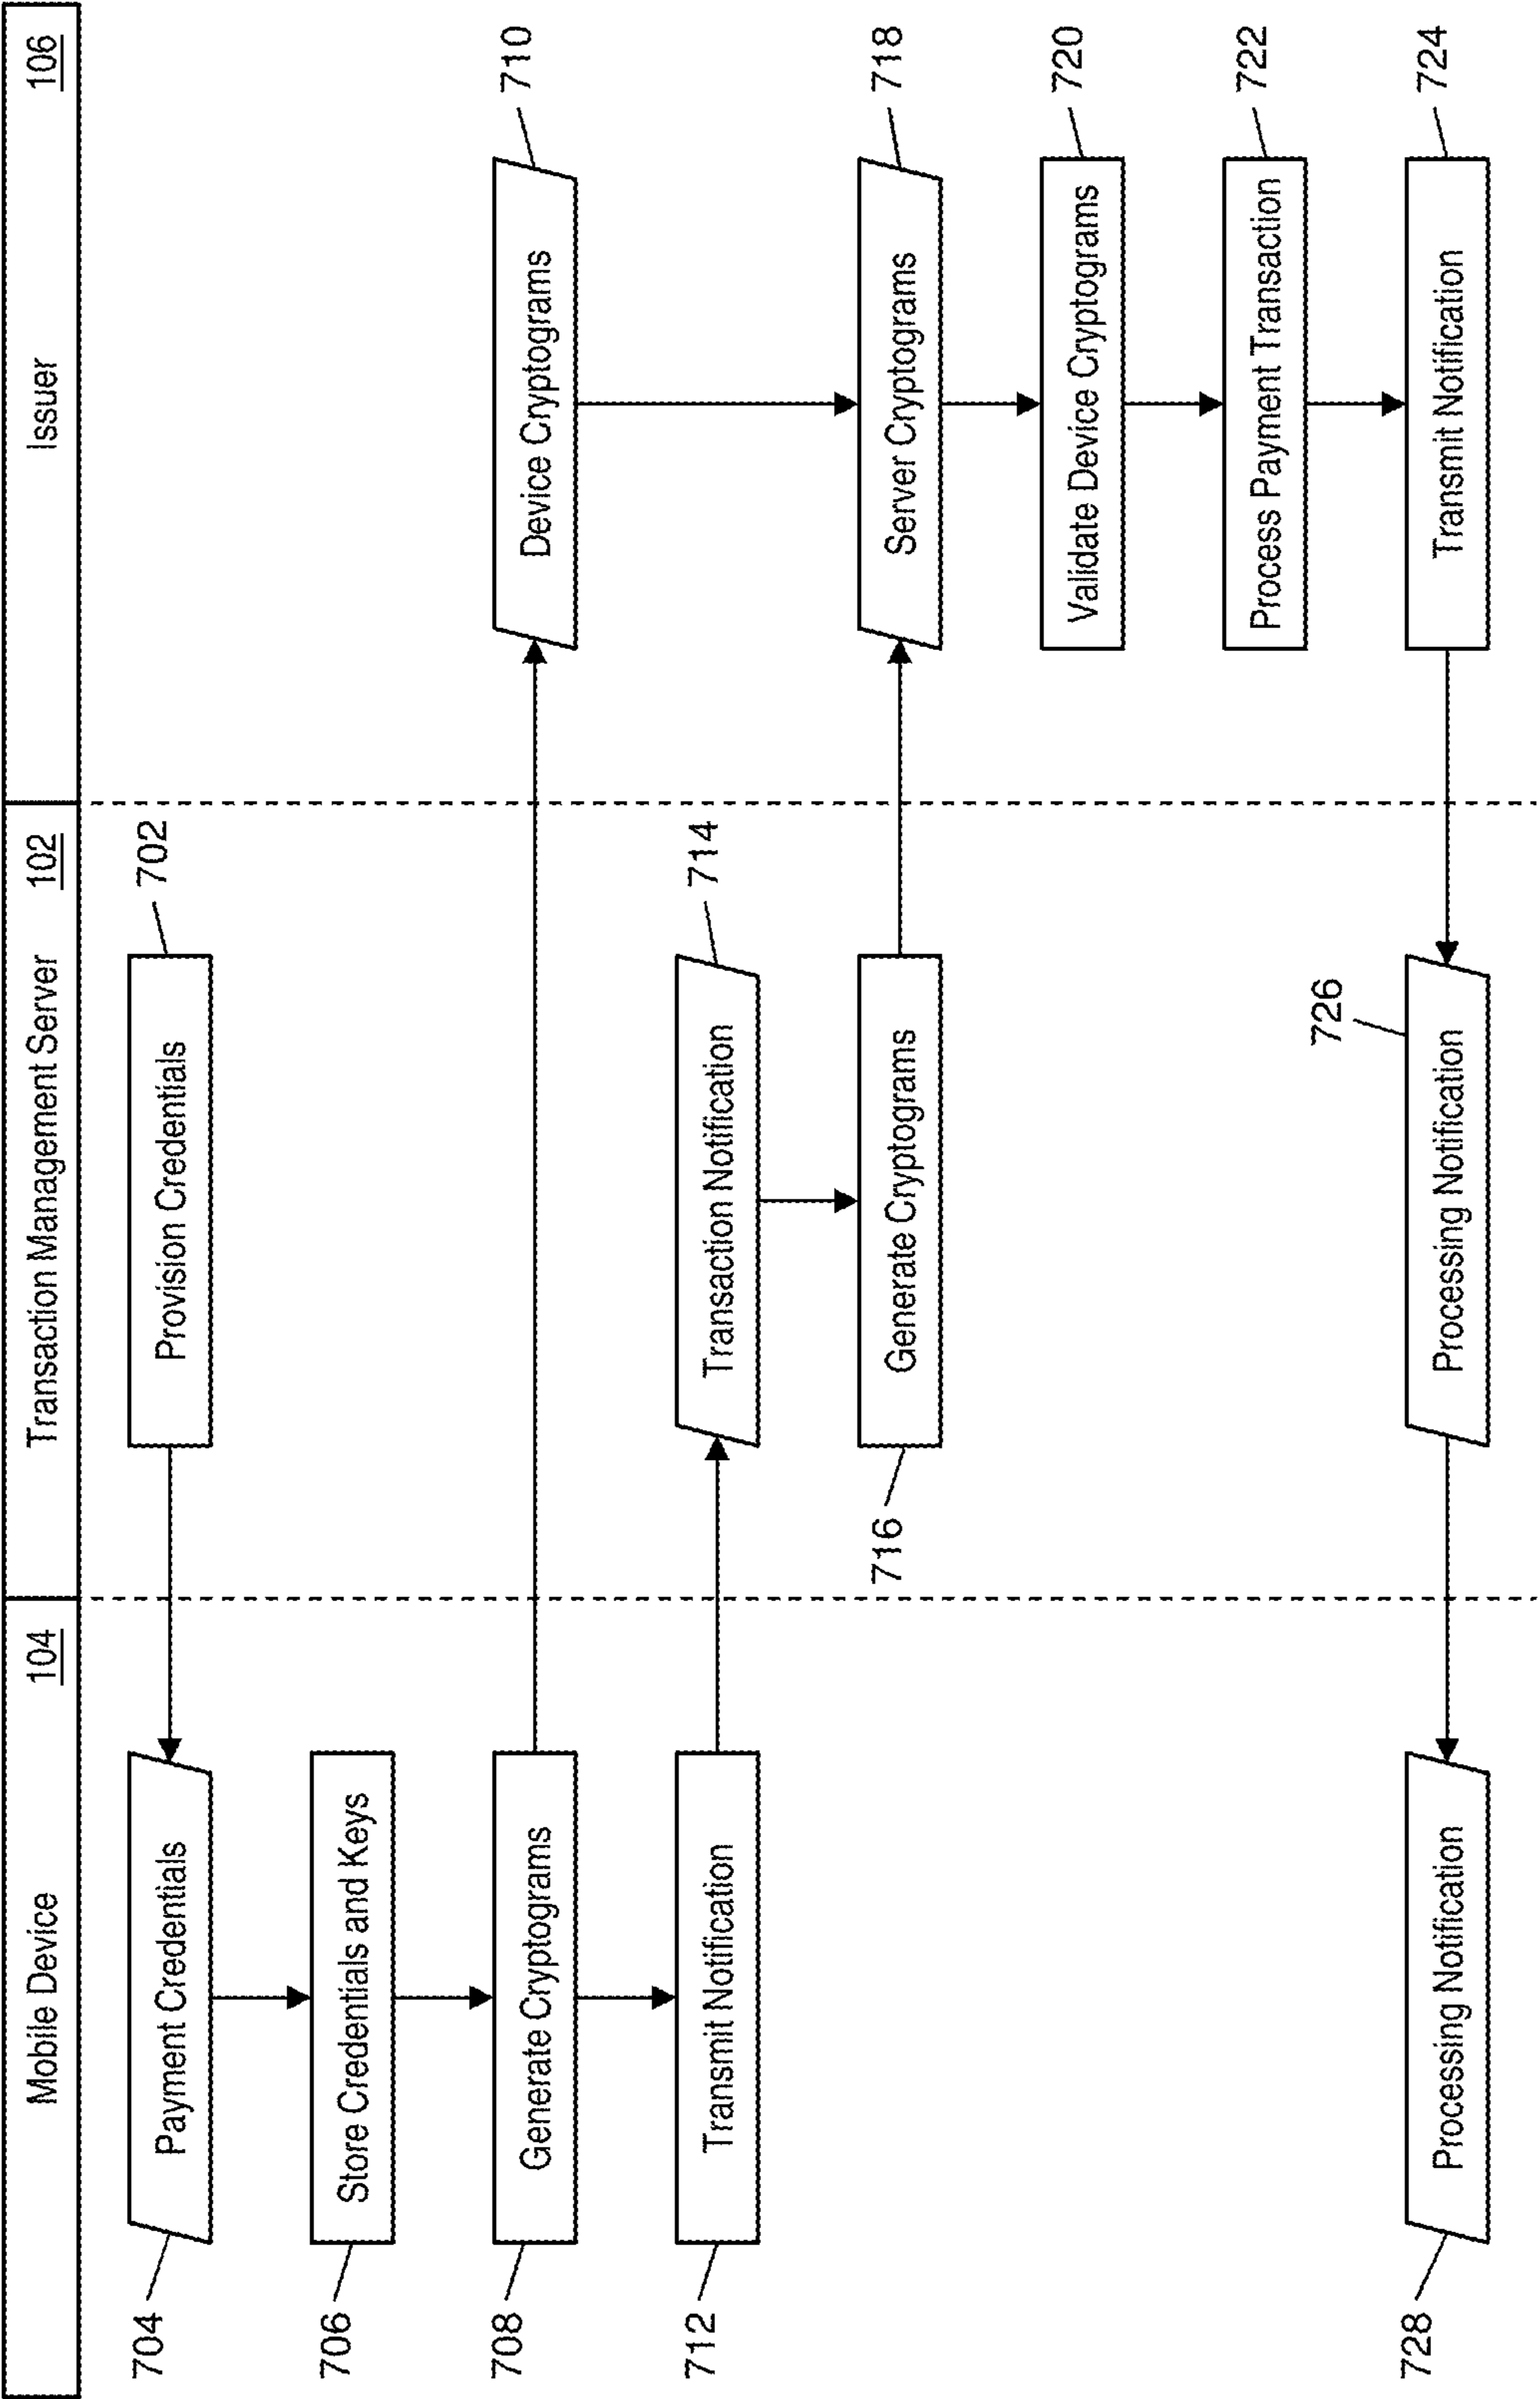 Mobile Device 104
Transaction Management Server 102
Issuer 106
Provision Credentials
702
704
Payment Credentials
706
Store Credentials and Keys
708
Generate Cryptograms
Device Cryptograms
710
712
Transmit Notification
Transaction Notification
714
716
Generate Cryptograms
Server Cryptograms
718
Validate Device Cryptograms
720
Process Payment Transaction
722
Transmit Notification
724
726
Processing Notification
728
Processing Notification